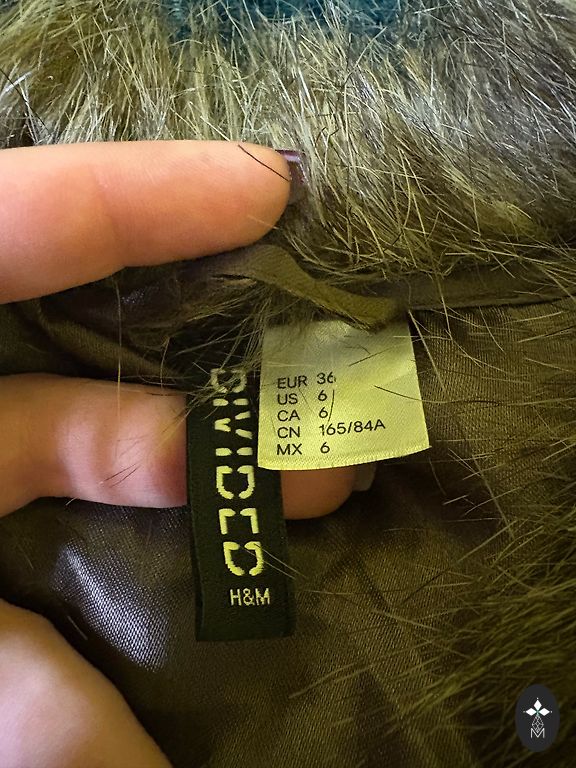 EUR 36
US 6
CA 6
CN 165/84A
MX 6
DIVIDED
H&M
M